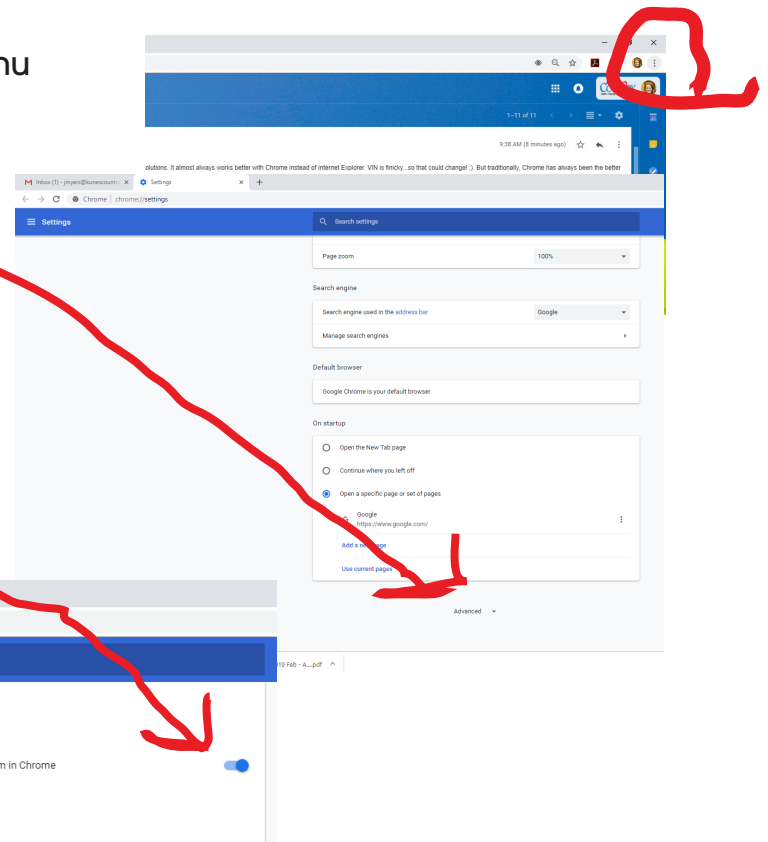 nu
1–11 of 11
9:38 AM (8 minutes ago)
olutions. It almost always works better with Chrome instead of Internet Explorer. VIN is finicky...so that could change! ;). But traditionally, Chrome has always been the better
Inbox (1) - jmyers@kunescountry
Settings
Chrome | chrome://settings
Settings
Search settings
Page zoom
100%
Search engine
Search engine used in the address bar
Google
Manage search engines
Default browser
Google Chrome is your default browser
On startup
Open the New Tab page
Continue where you left off
Open a specific page or set of pages
Google
https://www.google.com/
Add a new page
Use current pages
Advanced
19 Feb - A....pdf
m in Chrome